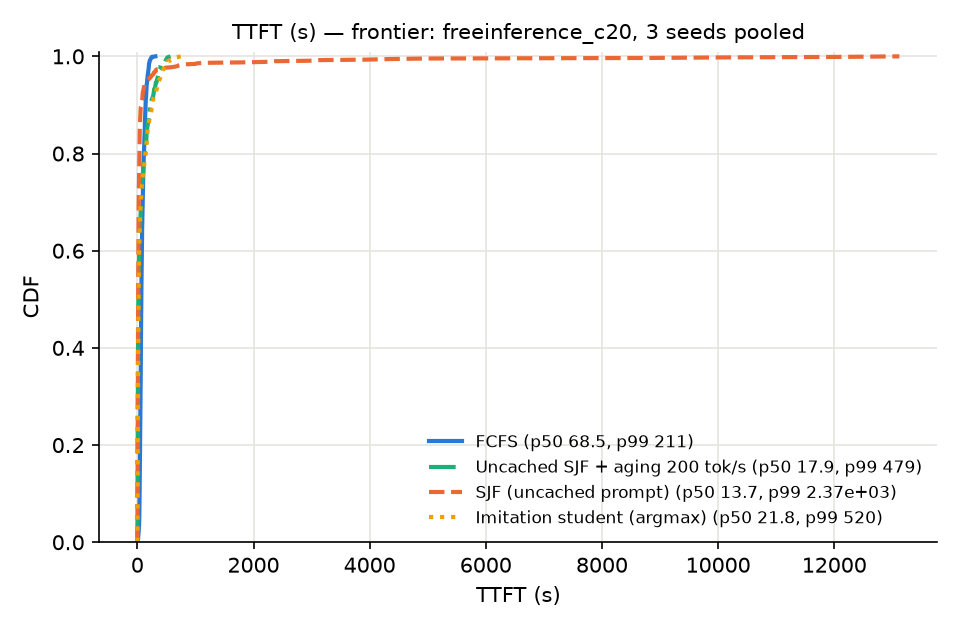 TTFT (s) — frontier: freeinference_c20, 3 seeds pooled
1.0
0.8
0.6
0.4
0.2
0.0
CDF
FCFS (p50 68.5, p99 211)
Uncached SJF + aging 200 tok/s (p50 17.9, p99 479)
SJF (uncached prompt) (p50 13.7, p99 2.37e+03)
Imitation student (argmax) (p50 21.8, p99 520)
0 2000 4000 6000 8000 10000 12000
TTFT (s)